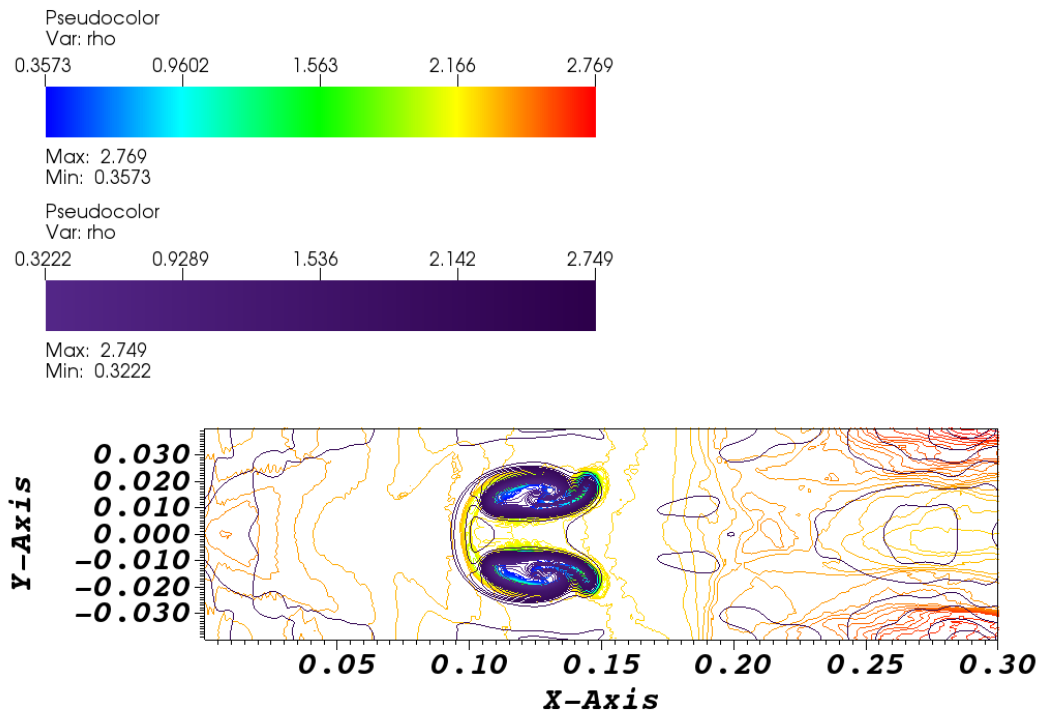 Pseudocolor
Var: rho
0.3573 0.9602 1.563 2.166 2.769
Max: 2.769
Min: 0.3573
Pseudocolor
Var: rho
0.3222 0.9289 1.536 2.142 2.749
Max: 2.749
Min: 0.3222
0.030
0.020
0.010
0.000
-0.010
-0.020
-0.030
Y-Axis
0.05 0.10 0.15 0.20 0.25 0.30
X-Axis